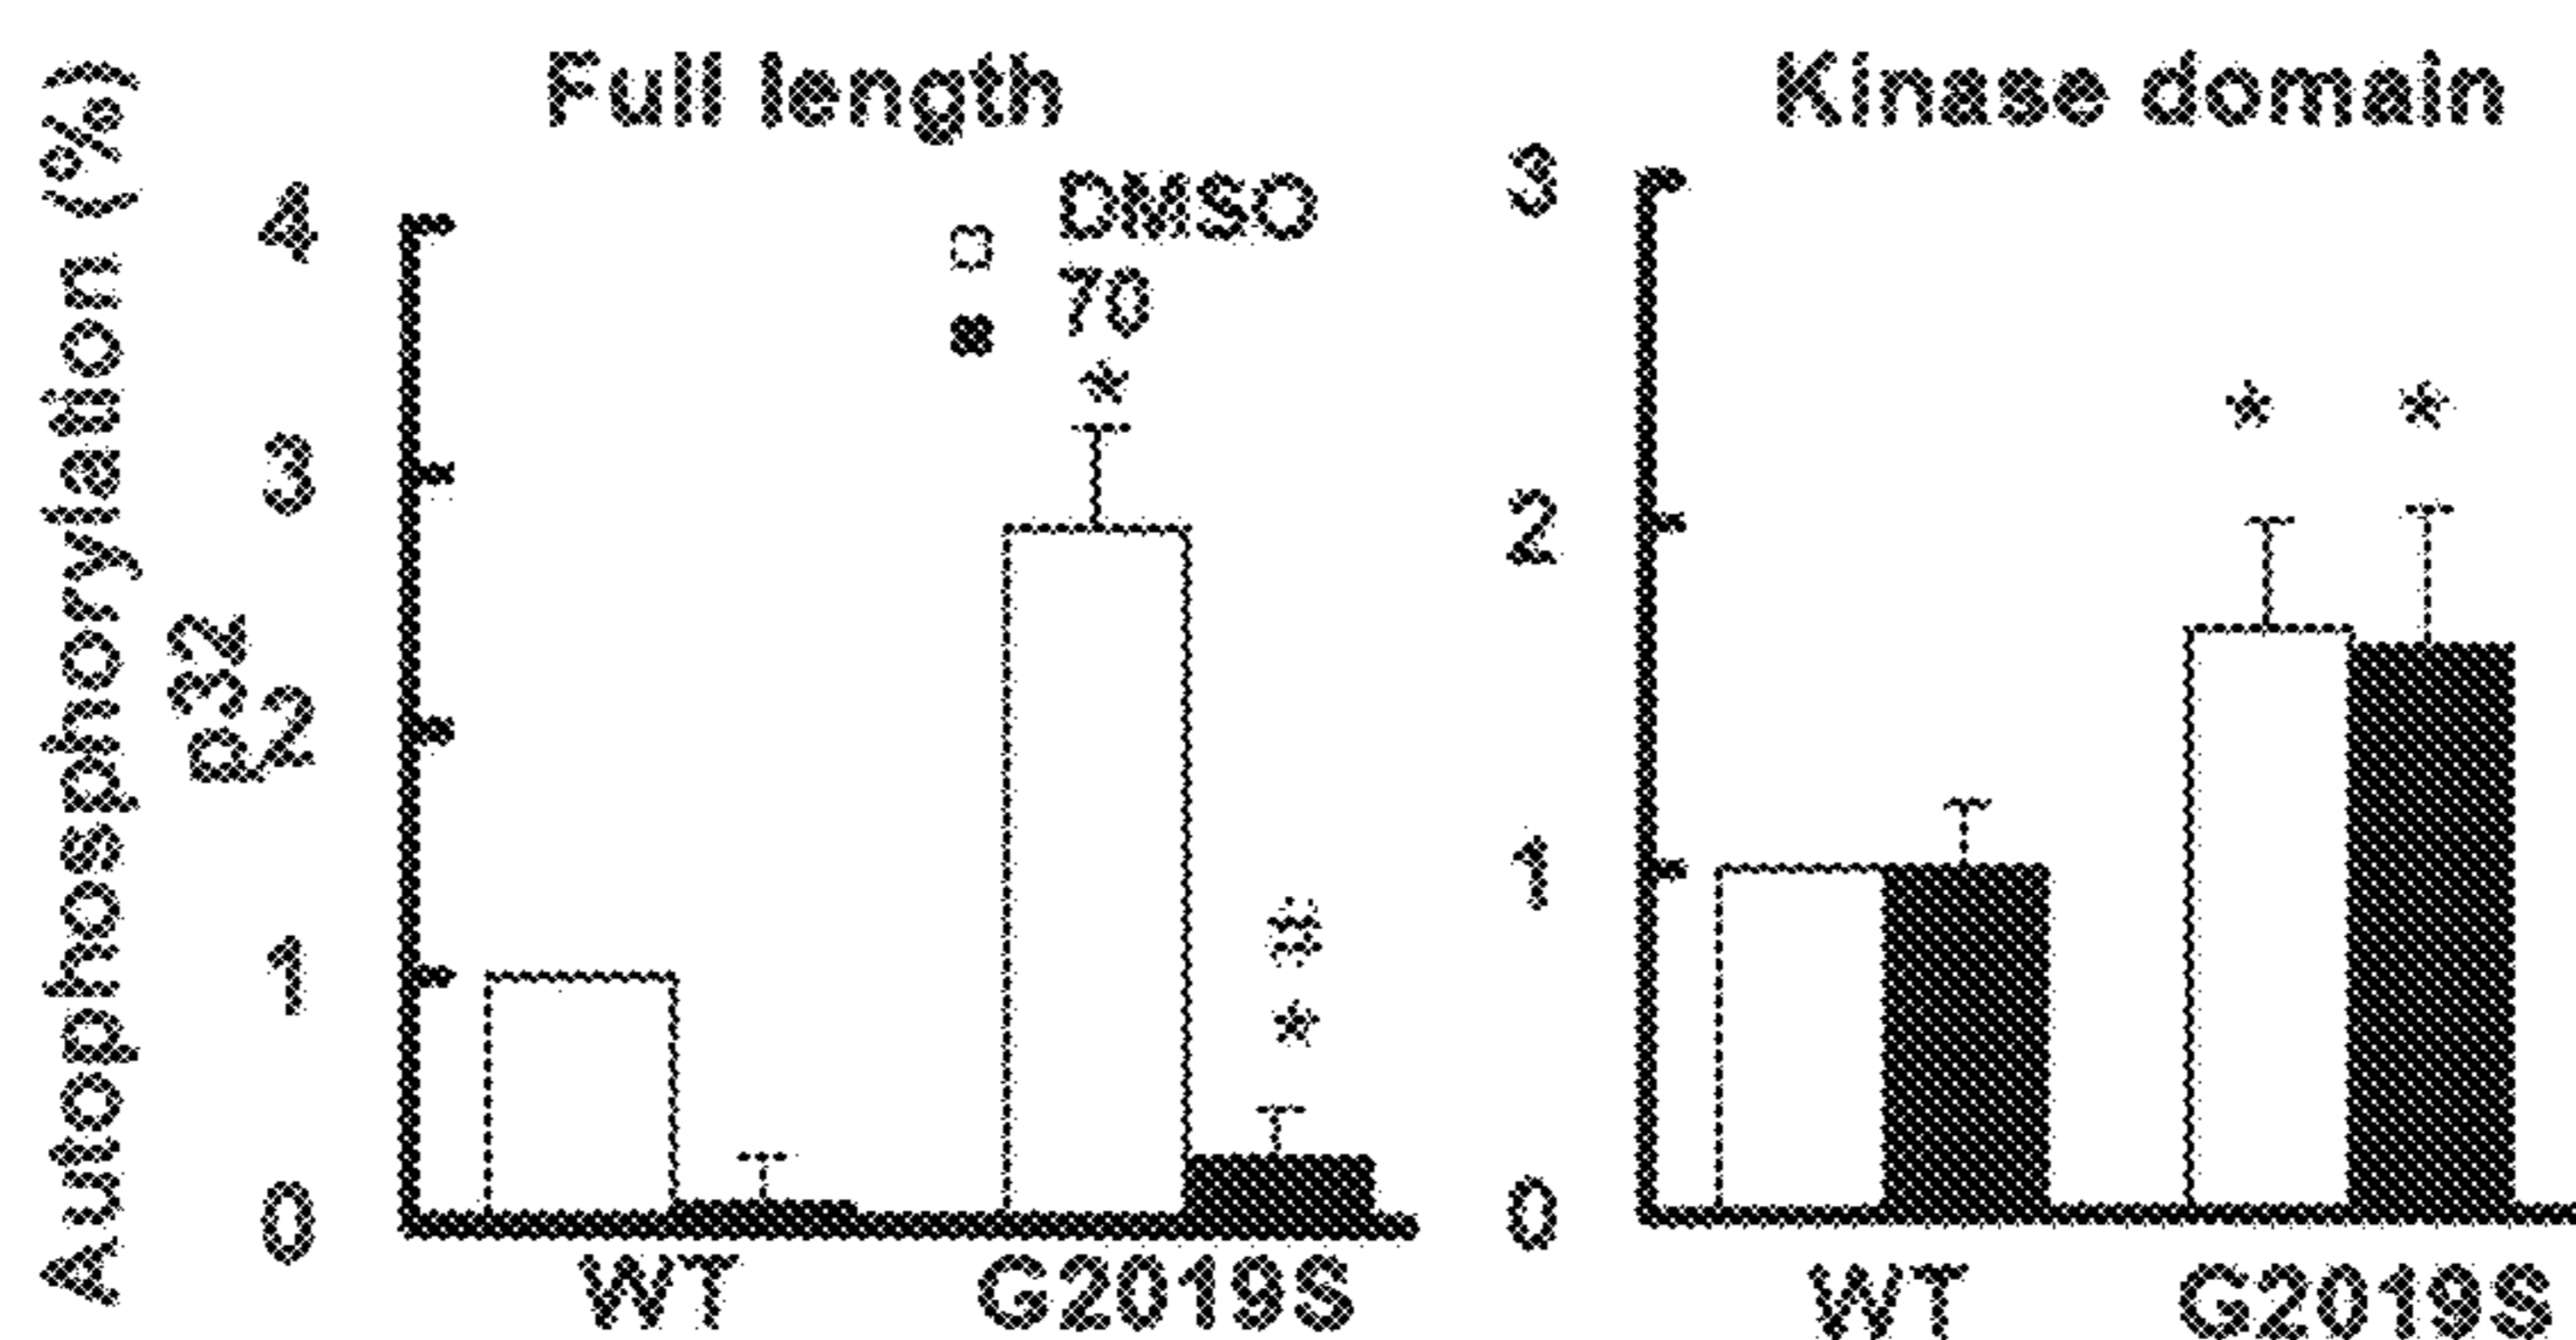 Full length
Kinase domain
Autophosphorylation (%)
p32
4
3
2
1
0
DMSO
70
*
#
*
WT
G2019S
3
2
1
0
* *
WT
G2019S